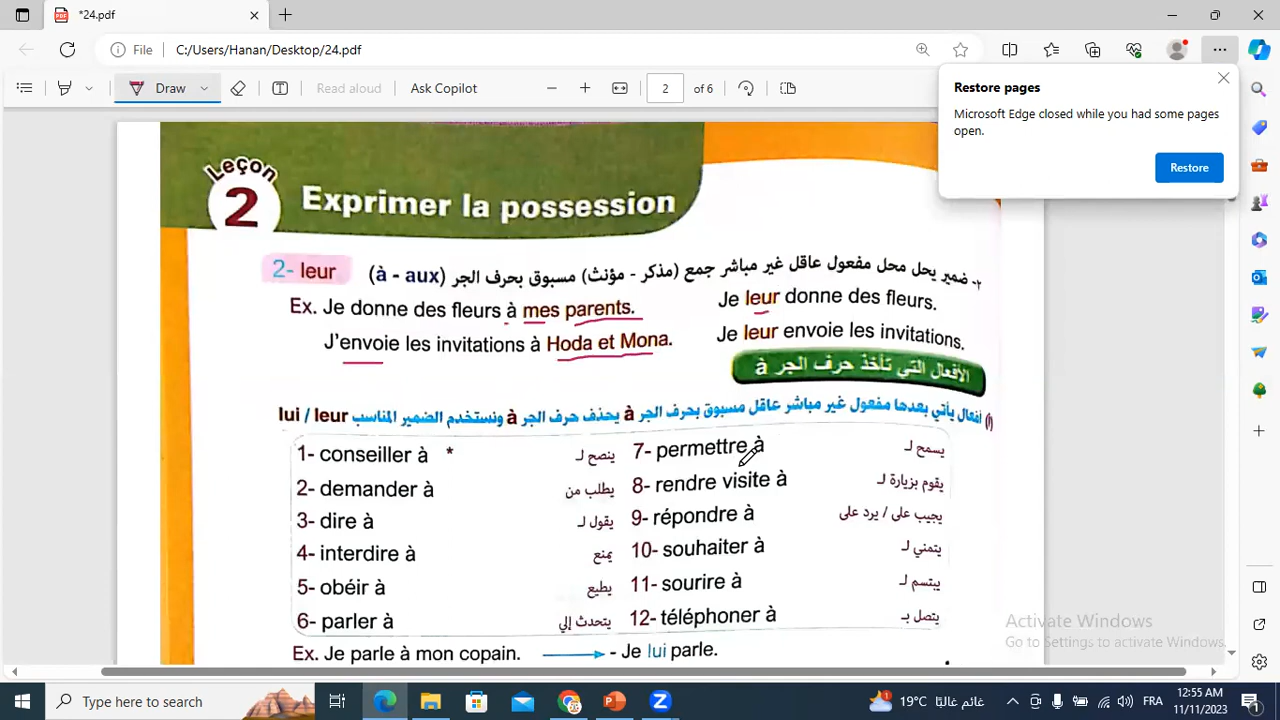 *24.pdf
File
C:/Users/Hanan/Desktop/24.pdf
Draw
Read aloud
Ask Copilot
2
of 6
Restore pages
Microsoft Edge closed while you had some pages open.
Restore
Leçon
2
Exprimer la possession
2- leur
٢- ضمير يحل محل مفعول عاقل غير مباشر جمع (مذكر - مؤنث) مسبوق بحرف الجر (à - aux)
Ex. Je donne des fleurs à mes parents.
Je leur donne des fleurs.
J'envoie les invitations à Hoda et Mona.
Je leur envoie les invitations.
الأفعال التي تأخذ حرف الجر à
(١ أفعال يأتي بعدها مفعول غير مباشر عاقل مسبوق بحرف الجر à يحذف حرف الجر à ونستخدم الضمير المناسب lui / leur
1- conseiller à *
ينصح لـ
7- permettre à
يسمح لـ
2- demander à
يطلب من
8- rendre visite à
يقوم بزيارة لـ
3- dire à
يقول لـ
9- répondre à
يجيب على / يرد على
4- interdire à
يمنع
10- souhaiter à
يتمني لـ
5- obéir à
يطيع
11- sourire à
يبتسم لـ
6- parler à
يتحدث إلي
12- téléphoner à
يتصل بـ
Ex. Je parle à mon copain.
- Je lui parle.
Activate Windows
Go to Settings to activate Windows.
Type here to search
1
19°C
غائم غالبًا
FRA
12:55 AM
11/11/2023
1